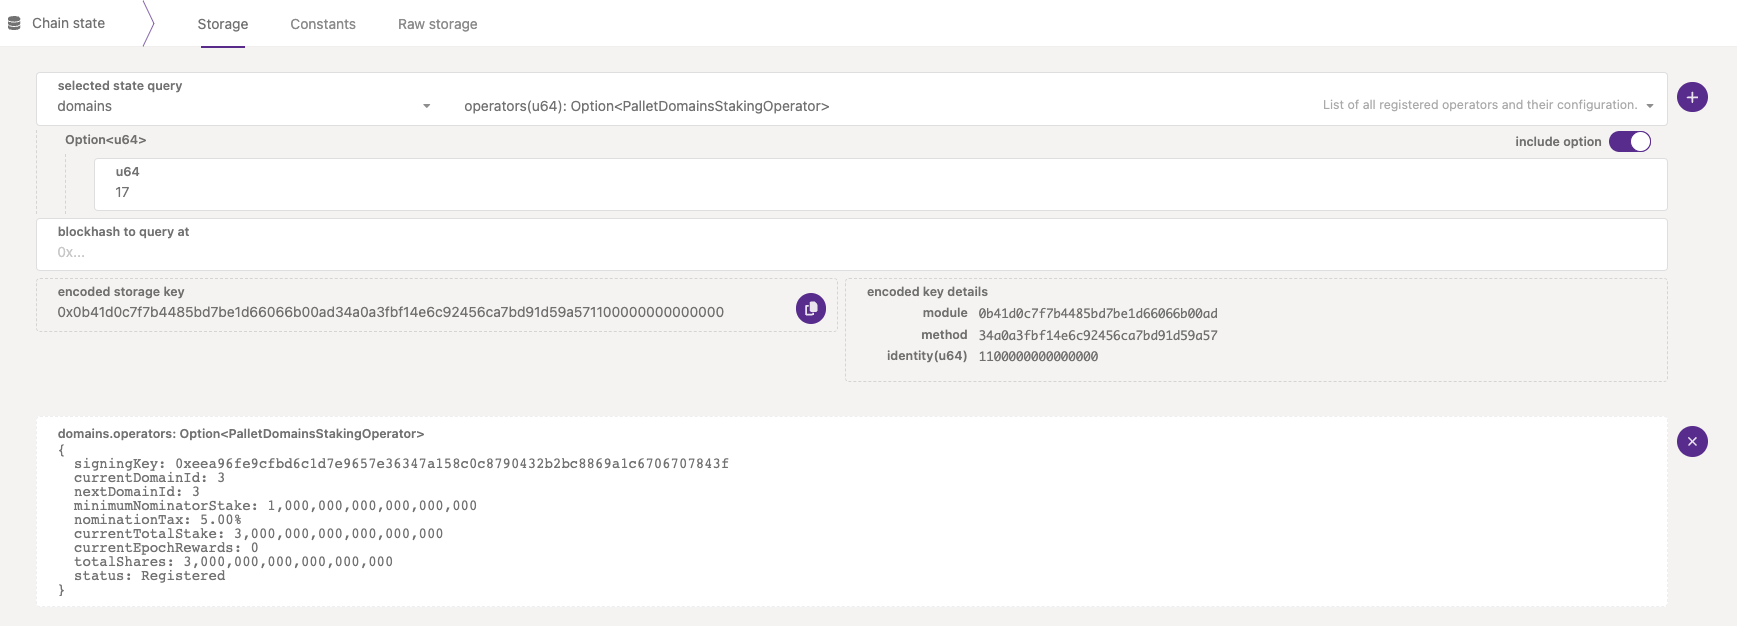 Chain state
Storage
Constants
Raw storage
selected state query
domains
operators(u64): Option<PalletDomainsStakingOperator>
List of all registered operators and their configuration.
Option<u64>
include option
u64
17
blockhash to query at
0x...
encoded storage key
0x0b41d0c7f7b4485bd7be1d66066b00ad34a0a3fbf14e6c92456ca7bd91d59a571100000000000000
encoded key details
module 0b41d0c7f7b4485bd7be1d66066b00ad
method 34a0a3fbf14e6c92456ca7bd91d59a57
identity(u64) 1100000000000000
domains.operators: Option<PalletDomainsStakingOperator>
{
signingKey: 0xeea96fe9cfbd6c1d7e9657e36347a158c0c8790432b2bc8869a1c6706707843f
currentDomainId: 3
nextDomainId: 3
minimumNominatorStake: 1,000,000,000,000,000,000
nominationTax: 5.00%
currentTotalStake: 3,000,000,000,000,000,000
currentEpochRewards: 0
totalShares: 3,000,000,000,000,000,000
status: Registered
}